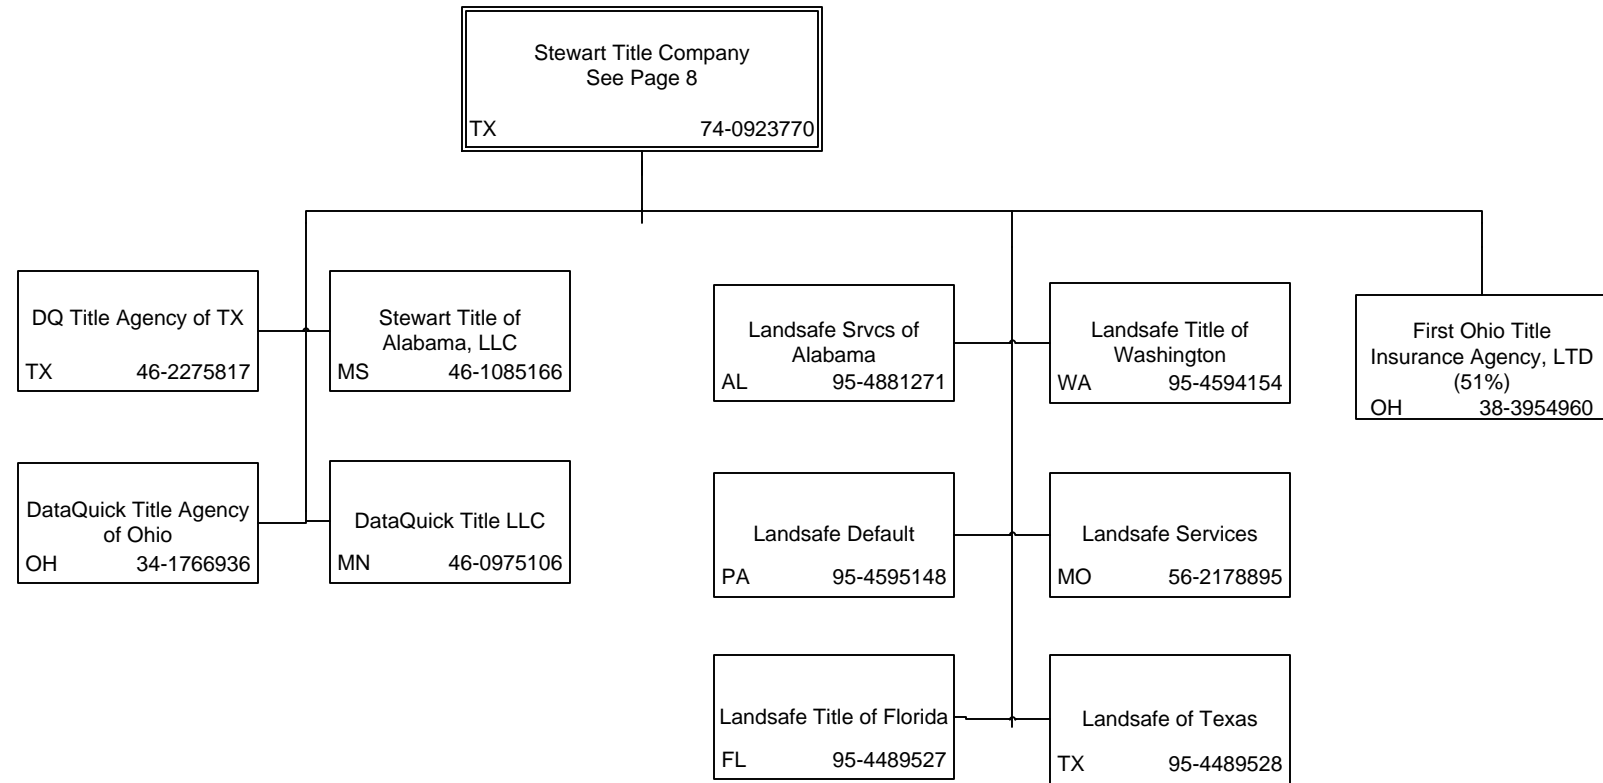 Stewart Title Company
See Page 8
TX 74-0923770
DQ Title Agency of TX
TX 46-2275817
Stewart Title of
Alabama, LLC
MS 46-1085166
Landsafe Srvcs of
Alabama
AL 95-4881271
Landsafe Title of
Washington
WA 95-4594154
First Ohio Title
Insurance Agency, LTD
(51%)
OH 38-3954960
DataQuick Title Agency
of Ohio
OH 34-1766936
DataQuick Title LLC
MN 46-0975106
Landsafe Default
PA 95-4595148
Landsafe Services
MO 56-2178895
Landsafe Title of Florida
FL 95-4489527
Landsafe of Texas
TX 95-4489528